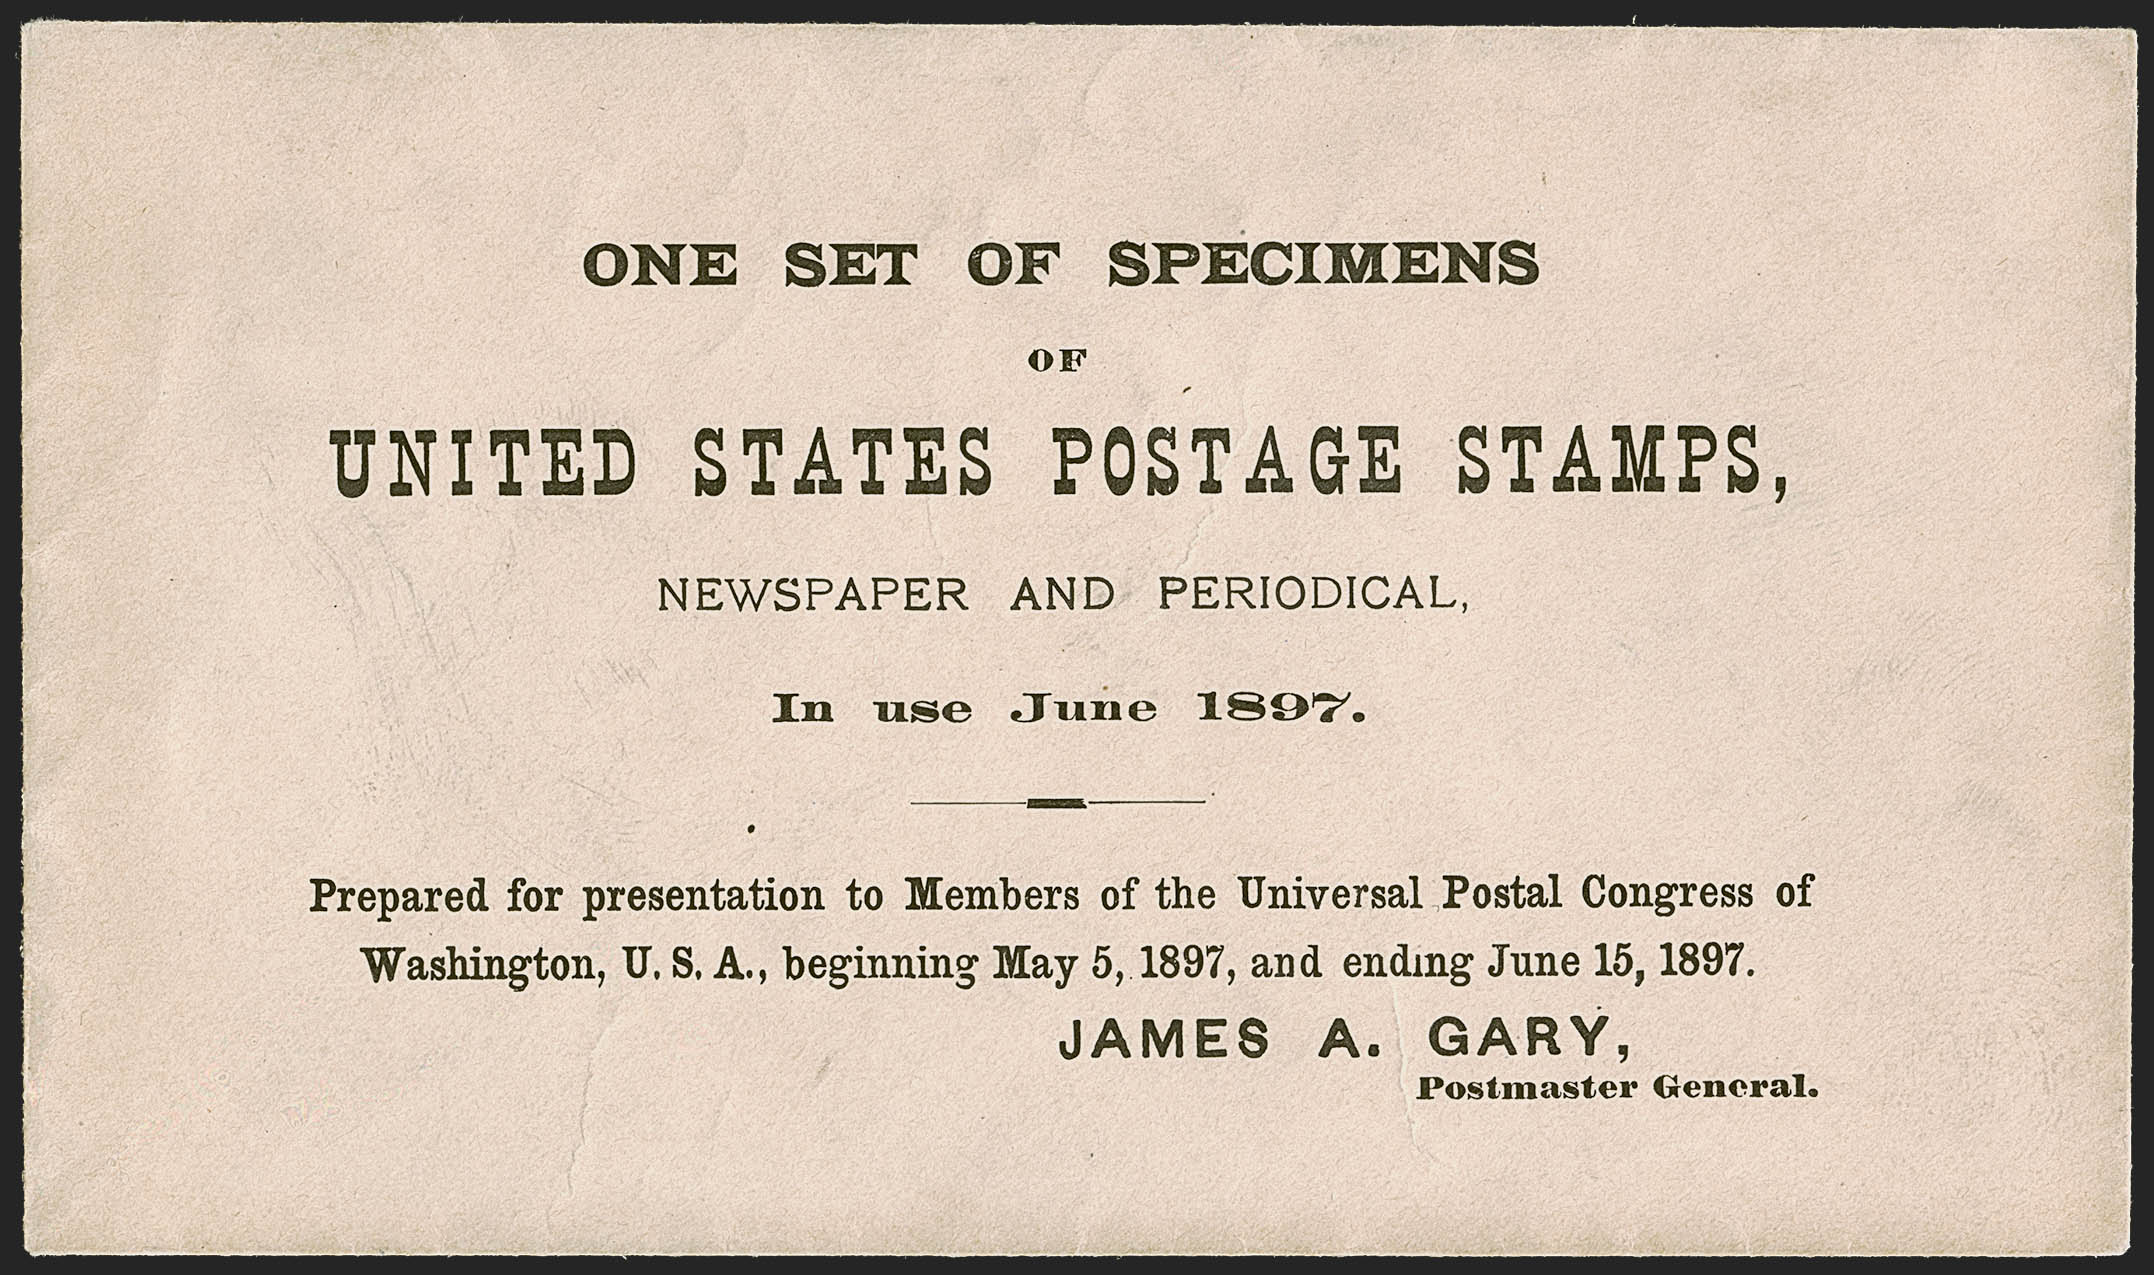 ONE SET OF SPECIMENS
OF
UNITED STATES POSTAGE STAMPS,
NEWSPAPER AND PERIODICAL,
In use June 1897.
Prepared for presentation to Members of the Universal Postal Congress of
Washington, U. S. A., beginning May 5, 1897, and ending June 15, 1897.
JAMES A. GARY,
Postmaster General.